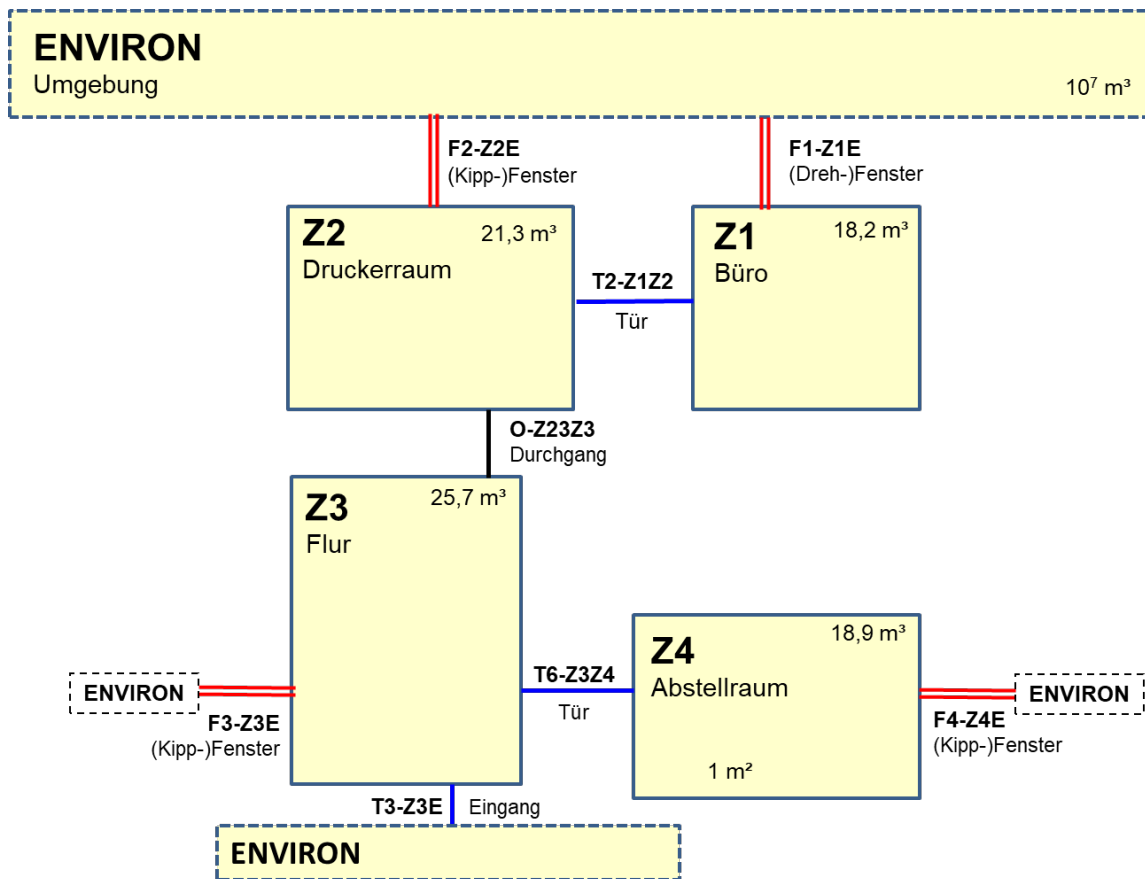 ENVIRON
Umgebung
10⁷ m³
F2-Z2E
(Kipp-)Fenster
F1-Z1E
(Dreh-)Fenster
Z2
21,3 m³
Druckerraum
T2-Z1Z2
Tür
Z1
18,2 m³
Büro
O-Z23Z3
Durchgang
Z3
25,7 m³
Flur
ENVIRON
F3-Z3E
(Kipp-)Fenster
T6-Z3Z4
Tür
18,9 m³
Z4
Abstellraum
1 m²
ENVIRON
F4-Z4E
(Kipp-)Fenster
T3-Z3E Eingang
ENVIRON